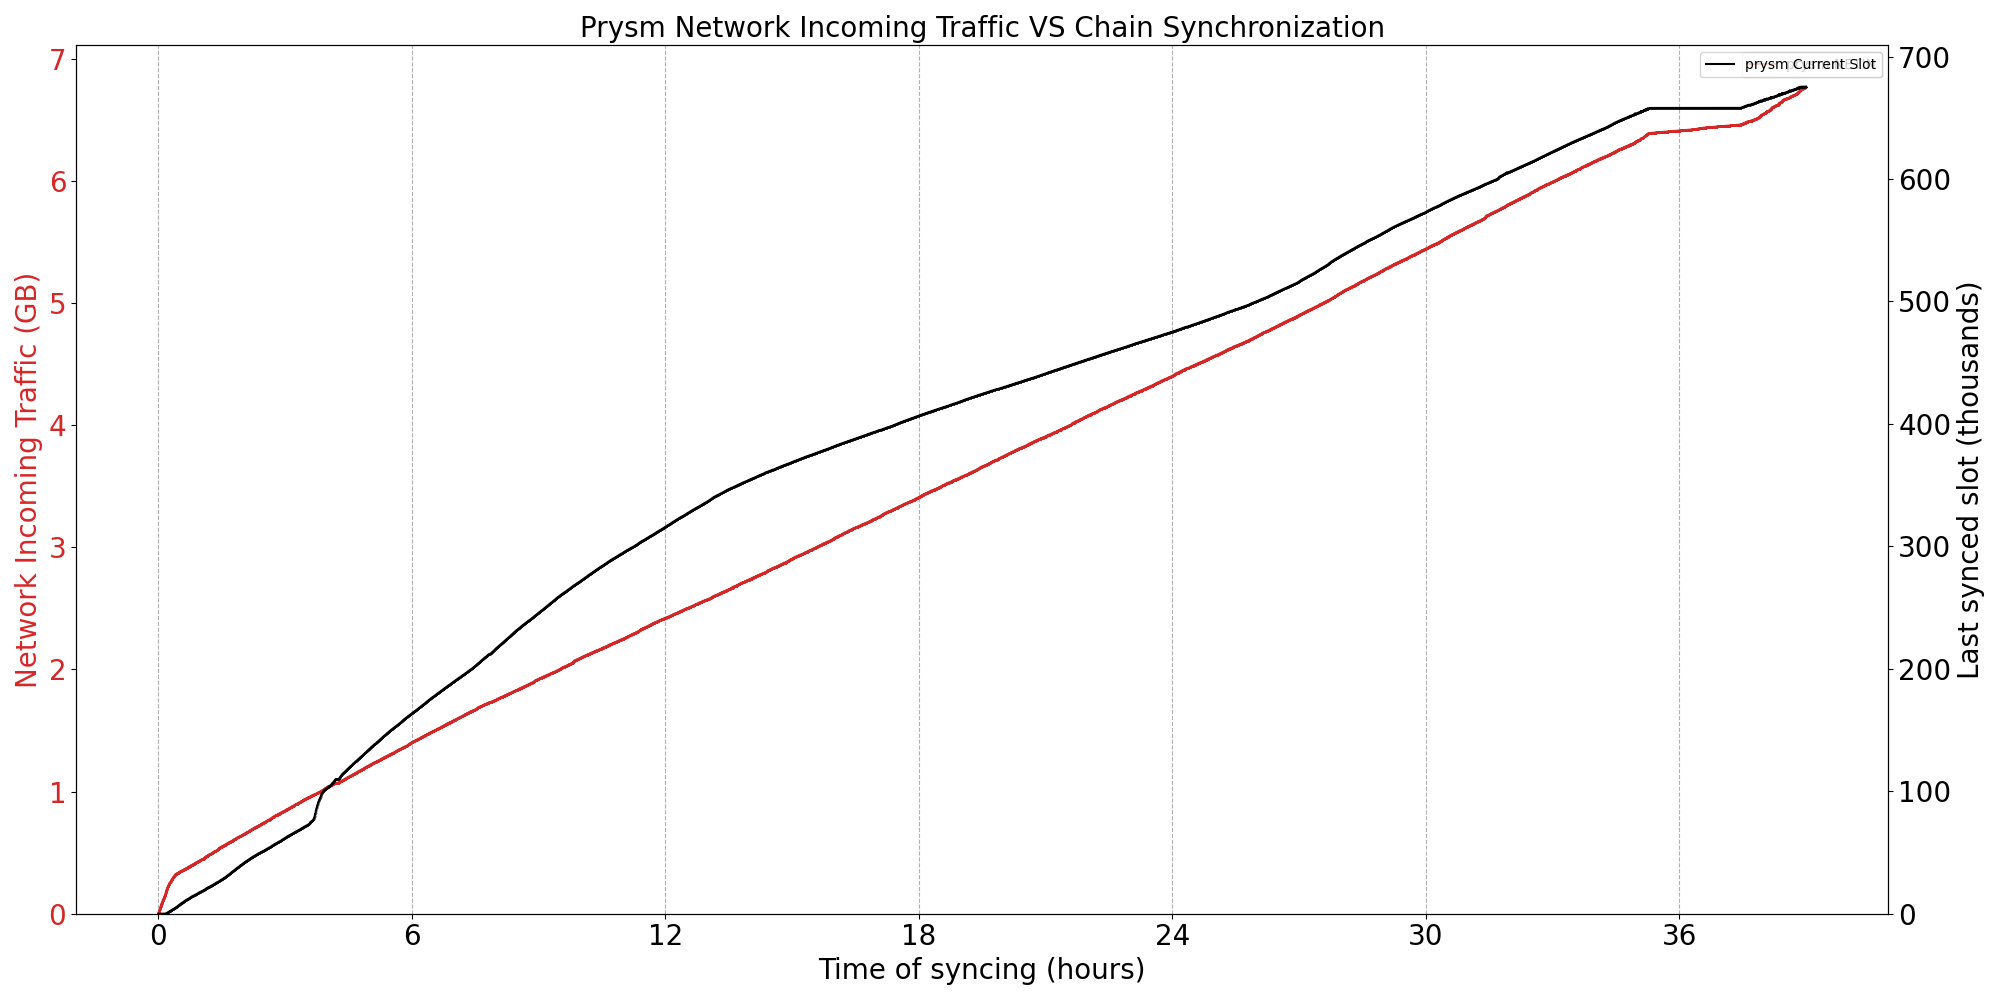 Prysm Network Incoming Traffic VS Chain Synchronization
prysm Current Slot
7
6
5
4
3
2
1
0
Network Incoming Traffic (GB)
700
600
500
400
300
200
100
0
Last synced slot (thousands)
0 6 12 18 24 30 36
Time of syncing (hours)